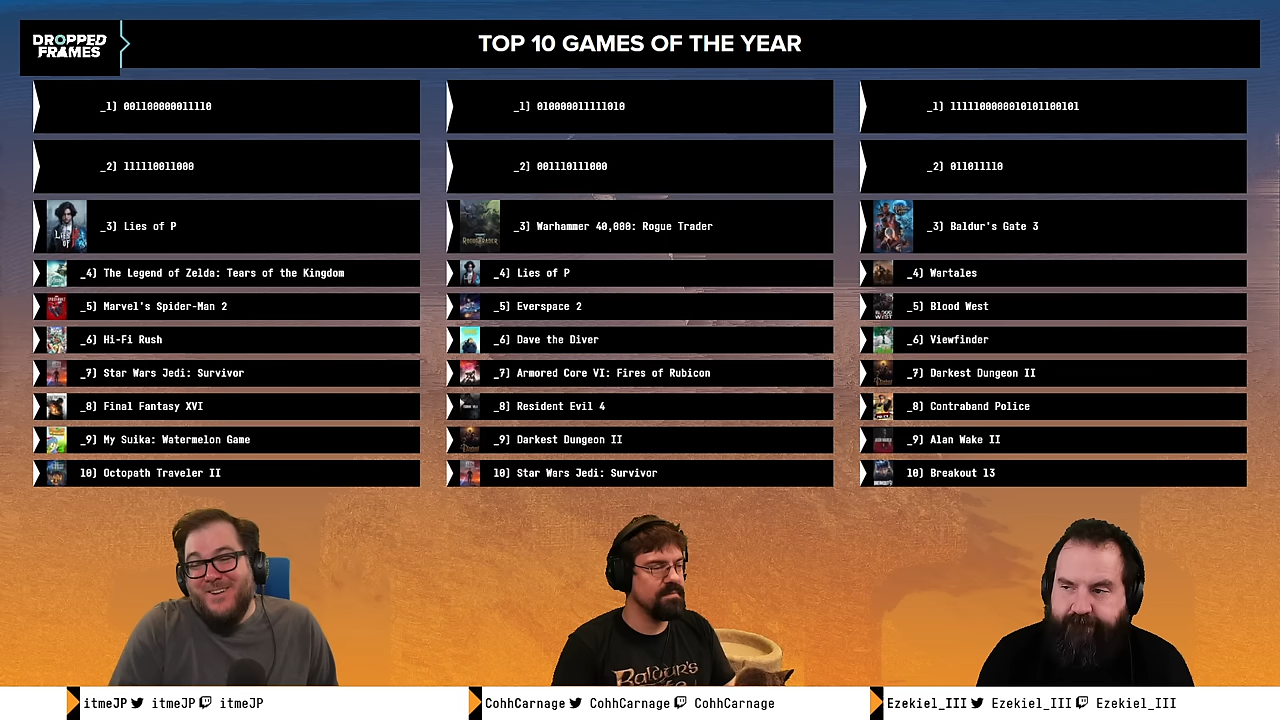 DROPPED
FRAMES
TOP 10 GAMES OF THE YEAR
_1) 001100000011110
_2) 111110011000
_3) Lies of P
_4) The Legend of Zelda: Tears of the Kingdom
_5) Marvel's Spider-Man 2
_6) Hi-Fi Rush
_7) Star Wars Jedi: Survivor
_8) Final Fantasy XVI
_9) My Suika: Watermelon Game
10) Octopath Traveler II
_1) 010000011111010
_2) 001110111000
_3) Warhammer 40,000: Rogue Trader
_4) Lies of P
_5) Everspace 2
_6) Dave the Diver
_7) Armored Core VI: Fires of Rubicon
_8) Resident Evil 4
_9) Darkest Dungeon II
10) Star Wars Jedi: Survivor
_1) 1111100000010101100101
_2) 011011110
_3) Baldur's Gate 3
_4) Wartales
_5) Blood West
_6) Viewfinder
_7) Darkest Dungeon II
_8) Contraband Police
_9) Alan Wake II
10) Breakout 13
BALDUR'S
itmeJP itmeJP itmeJP
CohhCarnage CohhCarnage CohhCarnage
Ezekiel_III Ezekiel_III Ezekiel_III